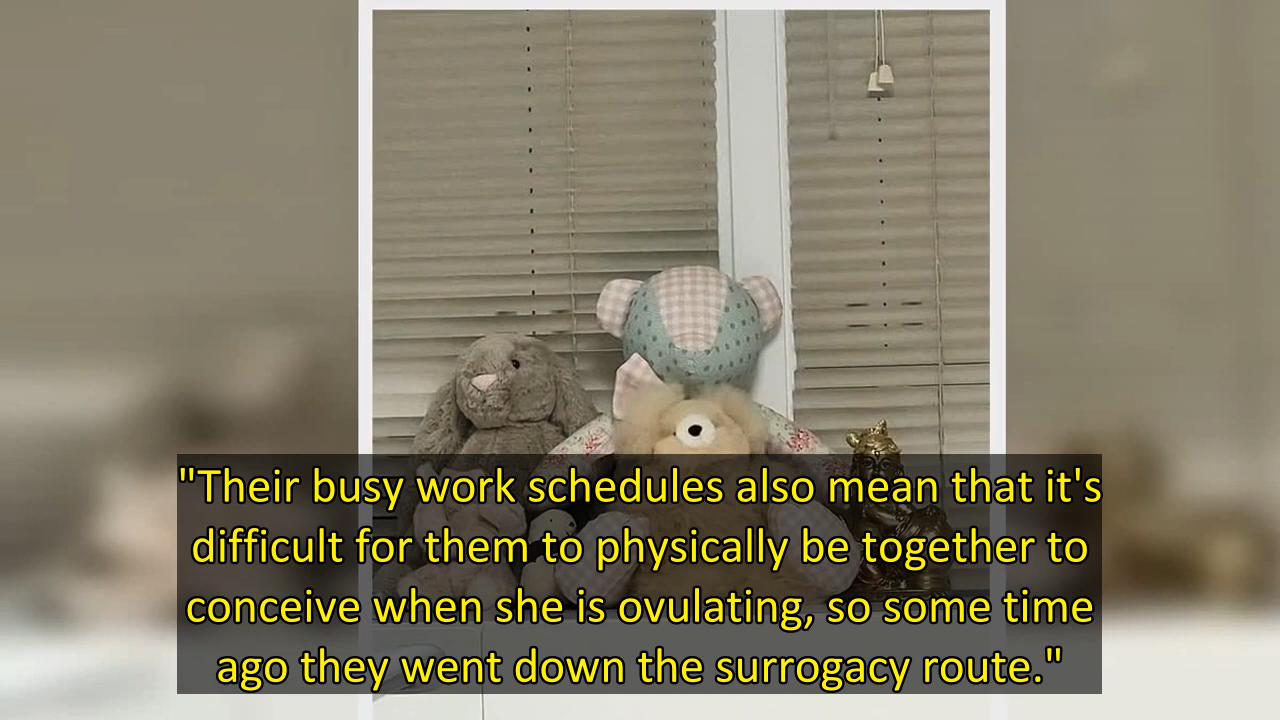 "Their busy work schedules also mean that it's
difficult for them to physically be together to
conceive when she is ovulating, so some time
ago they went down the surrogacy route."